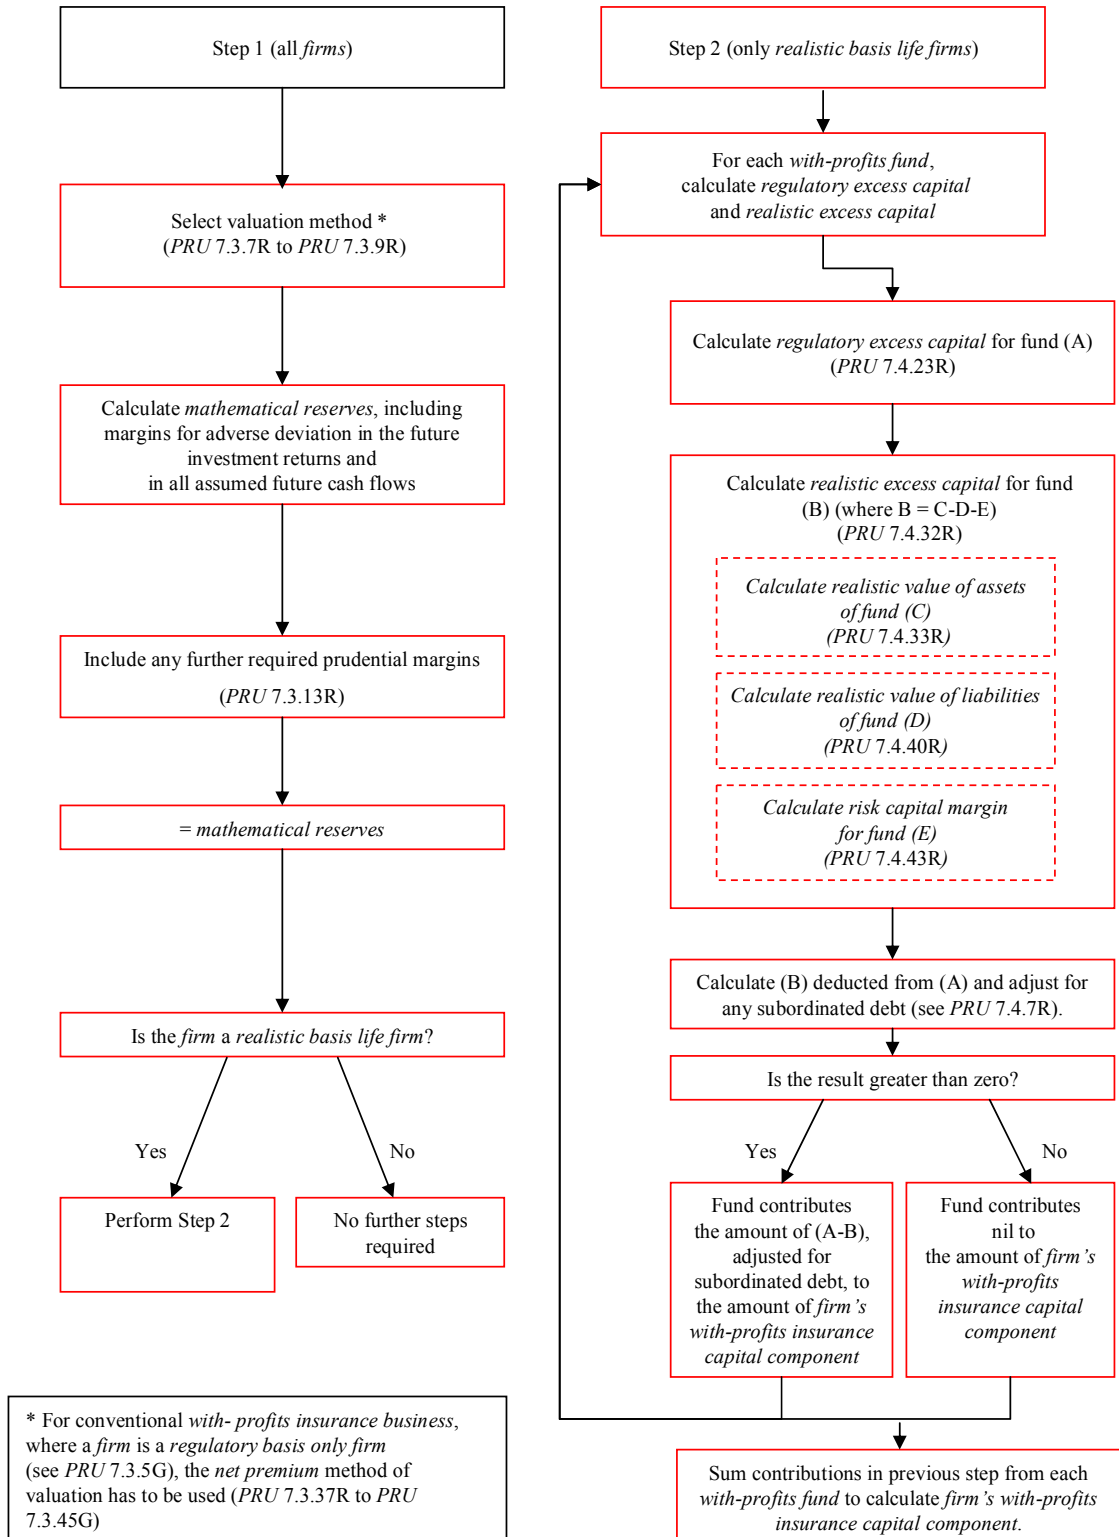 Step 1 (all firms)
Select valuation method *
(PRU 7.3.7R to PRU 7.3.9R)
Calculate mathematical reserves, including
margins for adverse deviation in the future
investment returns and
in all assumed future cash flows
Include any further required prudential margins
(PRU 7.3.13R)
= mathematical reserves
Is the firm a realistic basis life firm?
Yes
No
Perform Step 2
No further steps
required
* For conventional with- profits insurance business,
where a firm is a regulatory basis only firm
(see PRU 7.3.5G), the net premium method of
valuation has to be used (PRU 7.3.37R to PRU
7.3.45G)
Step 2 (only realistic basis life firms)
For each with-profits fund,
calculate regulatory excess capital
and realistic excess capital
Calculate regulatory excess capital for fund (A)
(PRU 7.4.23R)
Calculate realistic excess capital for fund
(B) (where B = C-D-E)
(PRU 7.4.32R)
Calculate realistic value of assets
of fund (C)
(PRU 7.4.33R)
Calculate realistic value of liabilities
of fund (D)
(PRU 7.4.40R)
Calculate risk capital margin
for fund (E)
(PRU 7.4.43R)
Calculate (B) deducted from (A) and adjust for
any subordinated debt (see PRU 7.4.7R).
Is the result greater than zero?
Yes
No
Fund contributes
the amount of (A-B),
adjusted for
subordinated debt, to
the amount of firm's
with-profits insurance
capital component
Fund contributes
nil to
the amount of firm's
with-profits
insurance capital
component
Sum contributions in previous step from each
with-profits fund to calculate firm's with-profits
insurance capital component.